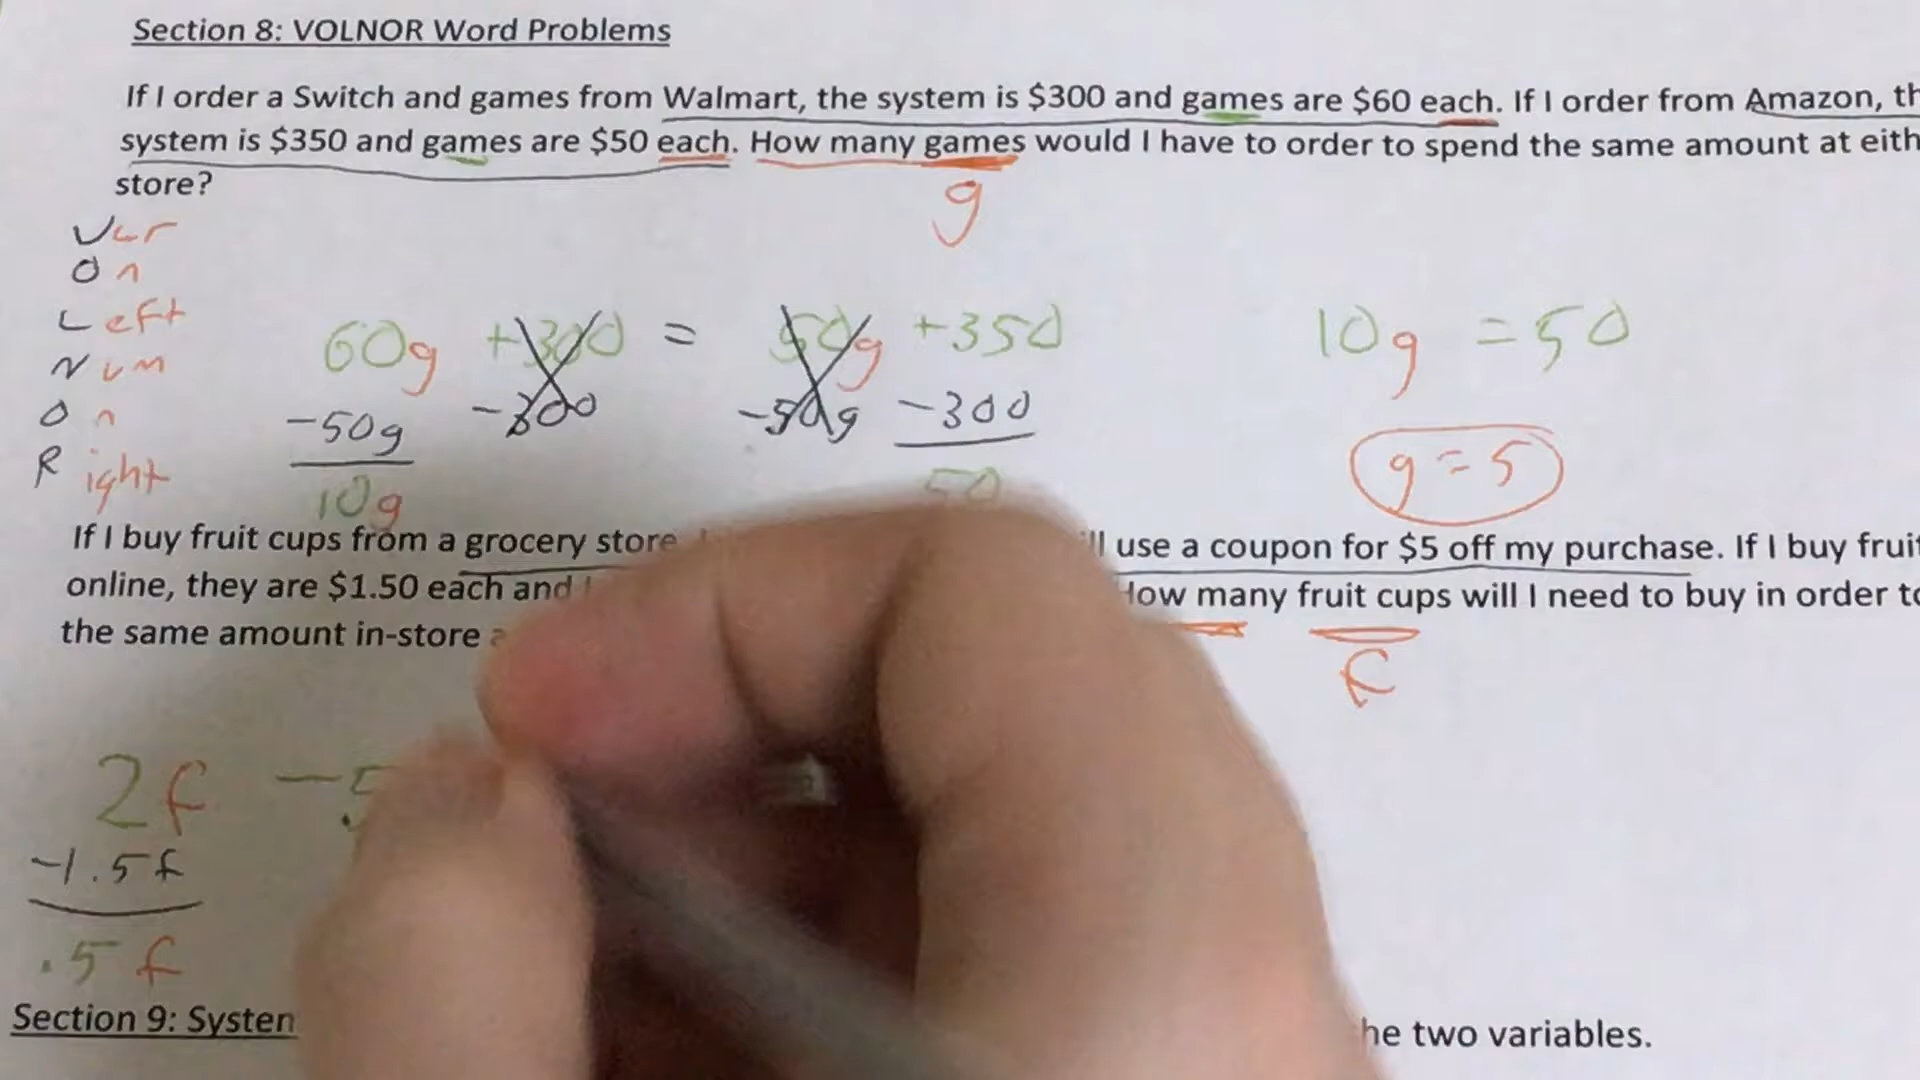 Section 8: VOLNOR Word Problems
If I order a Switch and games from Walmart, the system is $300 and games are $60 each. If I order from Amazon, th
system is $350 and games are $50 each. How many games would I have to order to spend the same amount at eith
store?
g
Var
On
Left
Num
On
Right
60g +300 = 50g +350
-50g -300 -50g -300
10g 50
10g = 50
g = 5
If I buy fruit cups from a grocery store ll use a coupon for $5 off my purchase. If I buy fruit
online, they are $1.50 each and How many fruit cups will I need to buy in order to
the same amount in-store
f
2f -5
-1.5f
.5f
Section 9: System he two variables.